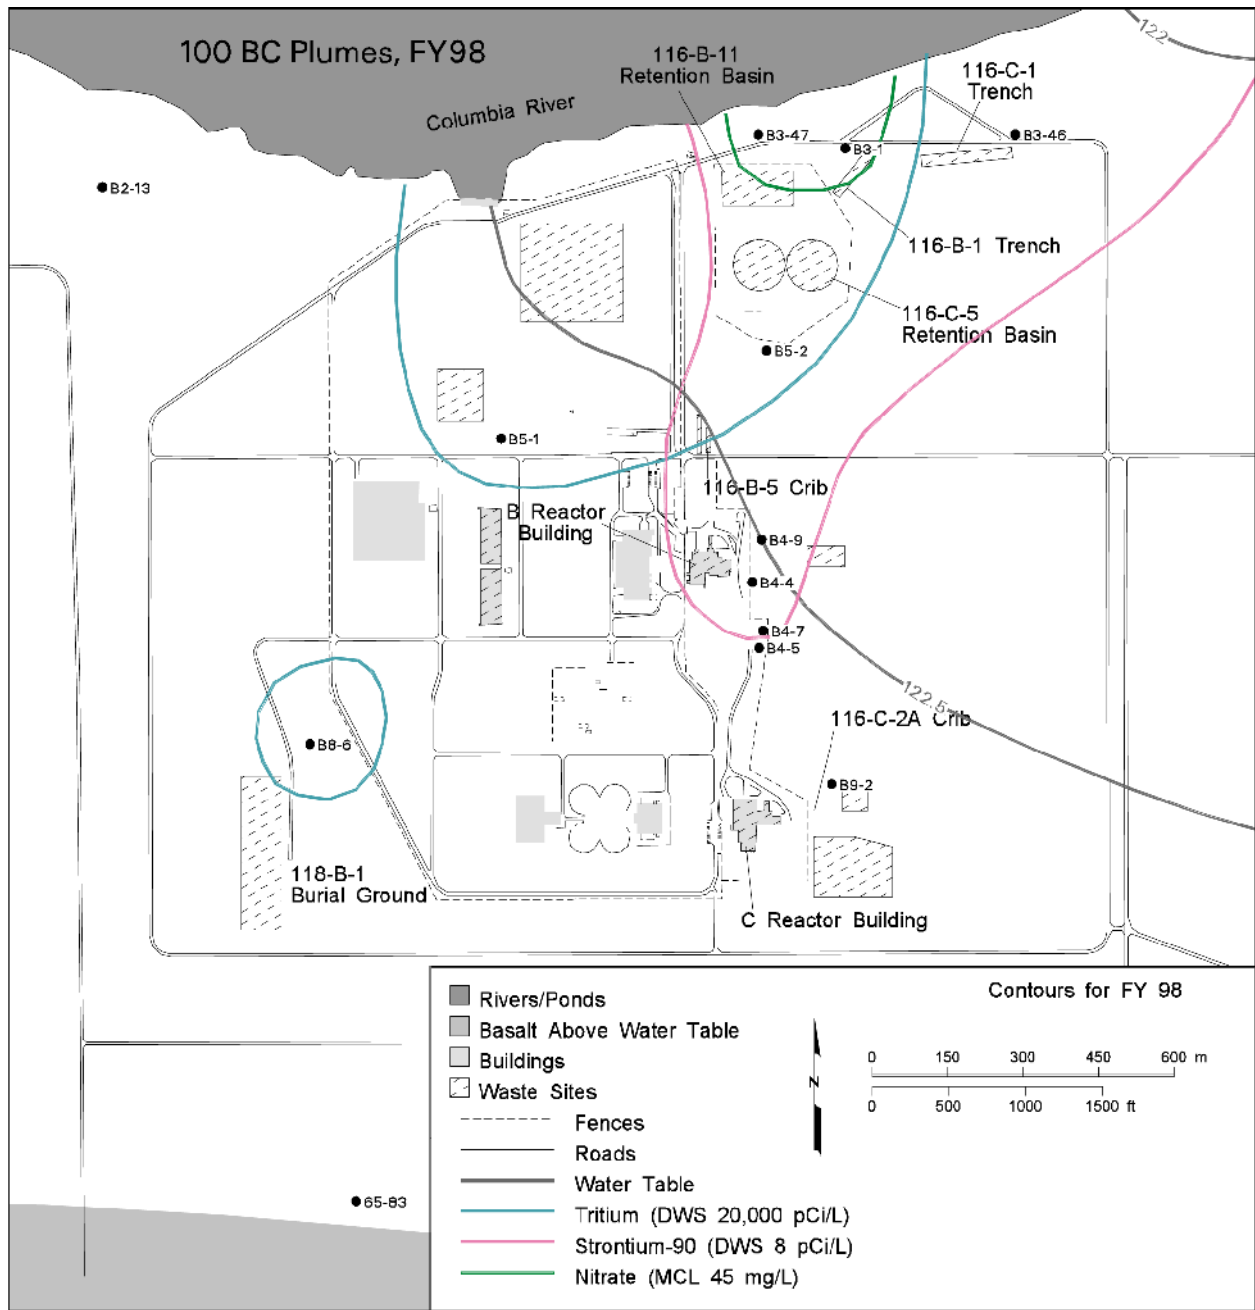 100 BC Plumes, FY98
122
116-B-11
Retention Basin
116-C-1
Trench
Columbia River
B3-47
B3-1
B3-46
B2-13
116-B-1 Trench
116-C-5
Retention Basin
B5-2
B5-1
116-B-5 Crib
B Reactor
Building
B4-9
B4-4
B4-7
B4-5
122.5
116-C-2A Crib
B8-6
B9-2
118-B-1
Burial Ground
C Reactor Building
Rivers/Ponds
Basalt Above Water Table
Buildings
Waste Sites
Fences
Roads
Water Table
Tritium (DWS 20,000 pCi/L)
Strontium-90 (DWS 8 pCi/L)
Nitrate (MCL 45 mg/L)
Contours for FY 98
N
0 150 300 450 600 m
0 500 1000 1500 ft
65-83